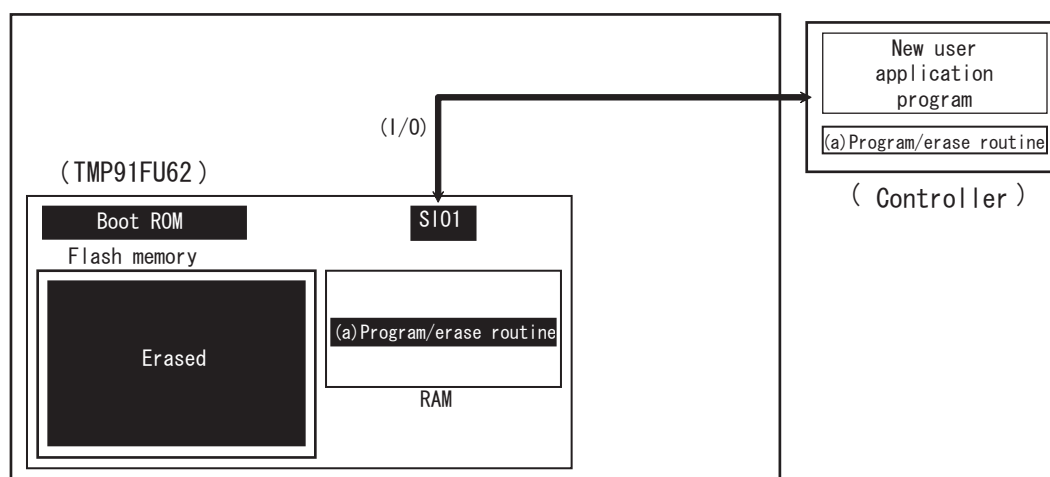 New user
application
program
(I/O)
(a)Program/erase routine
(TMP91FU62)
( Controller )
Boot ROM
SIO1
Flash memory
(a)Program/erase routine
Erased
RAM